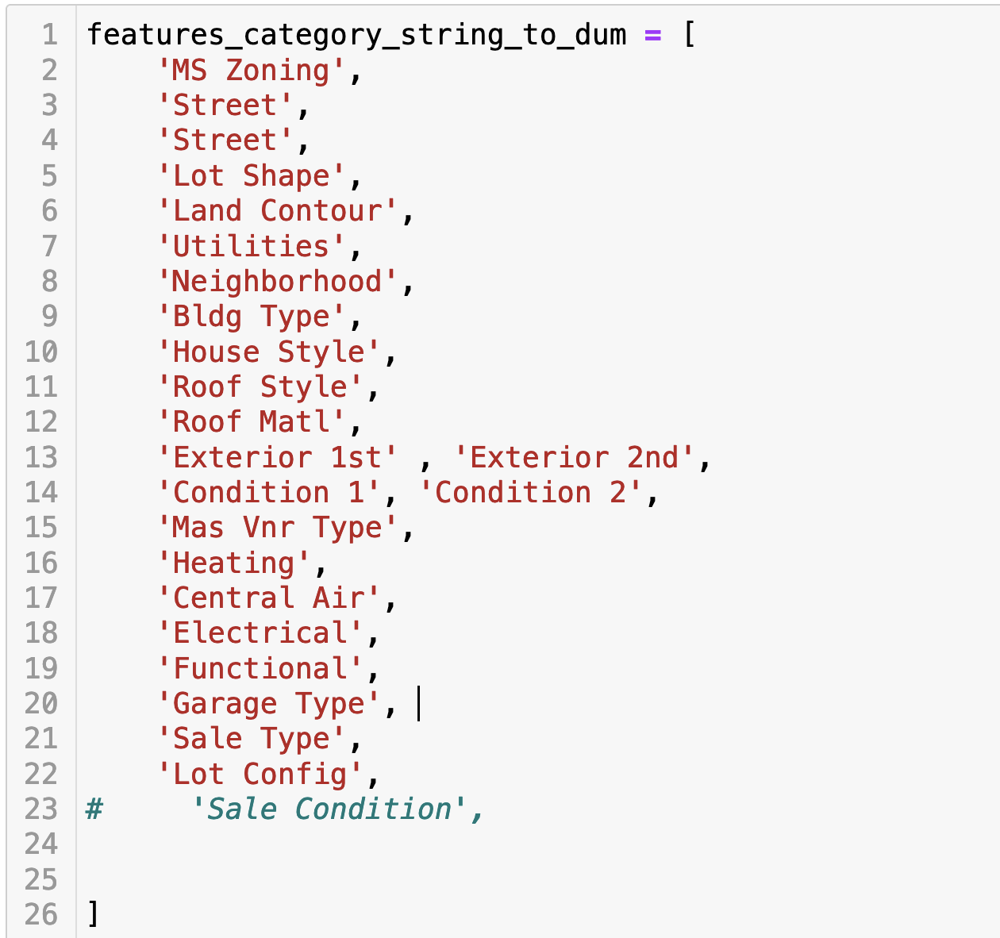 1 features_category_string_to_dum = [
2     'MS Zoning',
3     'Street',
4     'Street',
5     'Lot Shape',
6     'Land Contour',
7     'Utilities',
8     'Neighborhood',
9     'Bldg Type',
10     'House Style',
11     'Roof Style',
12     'Roof Matl',
13     'Exterior 1st' , 'Exterior 2nd',
14     'Condition 1', 'Condition 2',
15     'Mas Vnr Type',
16     'Heating',
17     'Central Air',
18     'Electrical',
19     'Functional',
20     'Garage Type',
21     'Sale Type',
22     'Lot Config',
23 #     'Sale Condition',
24
25
26 ]